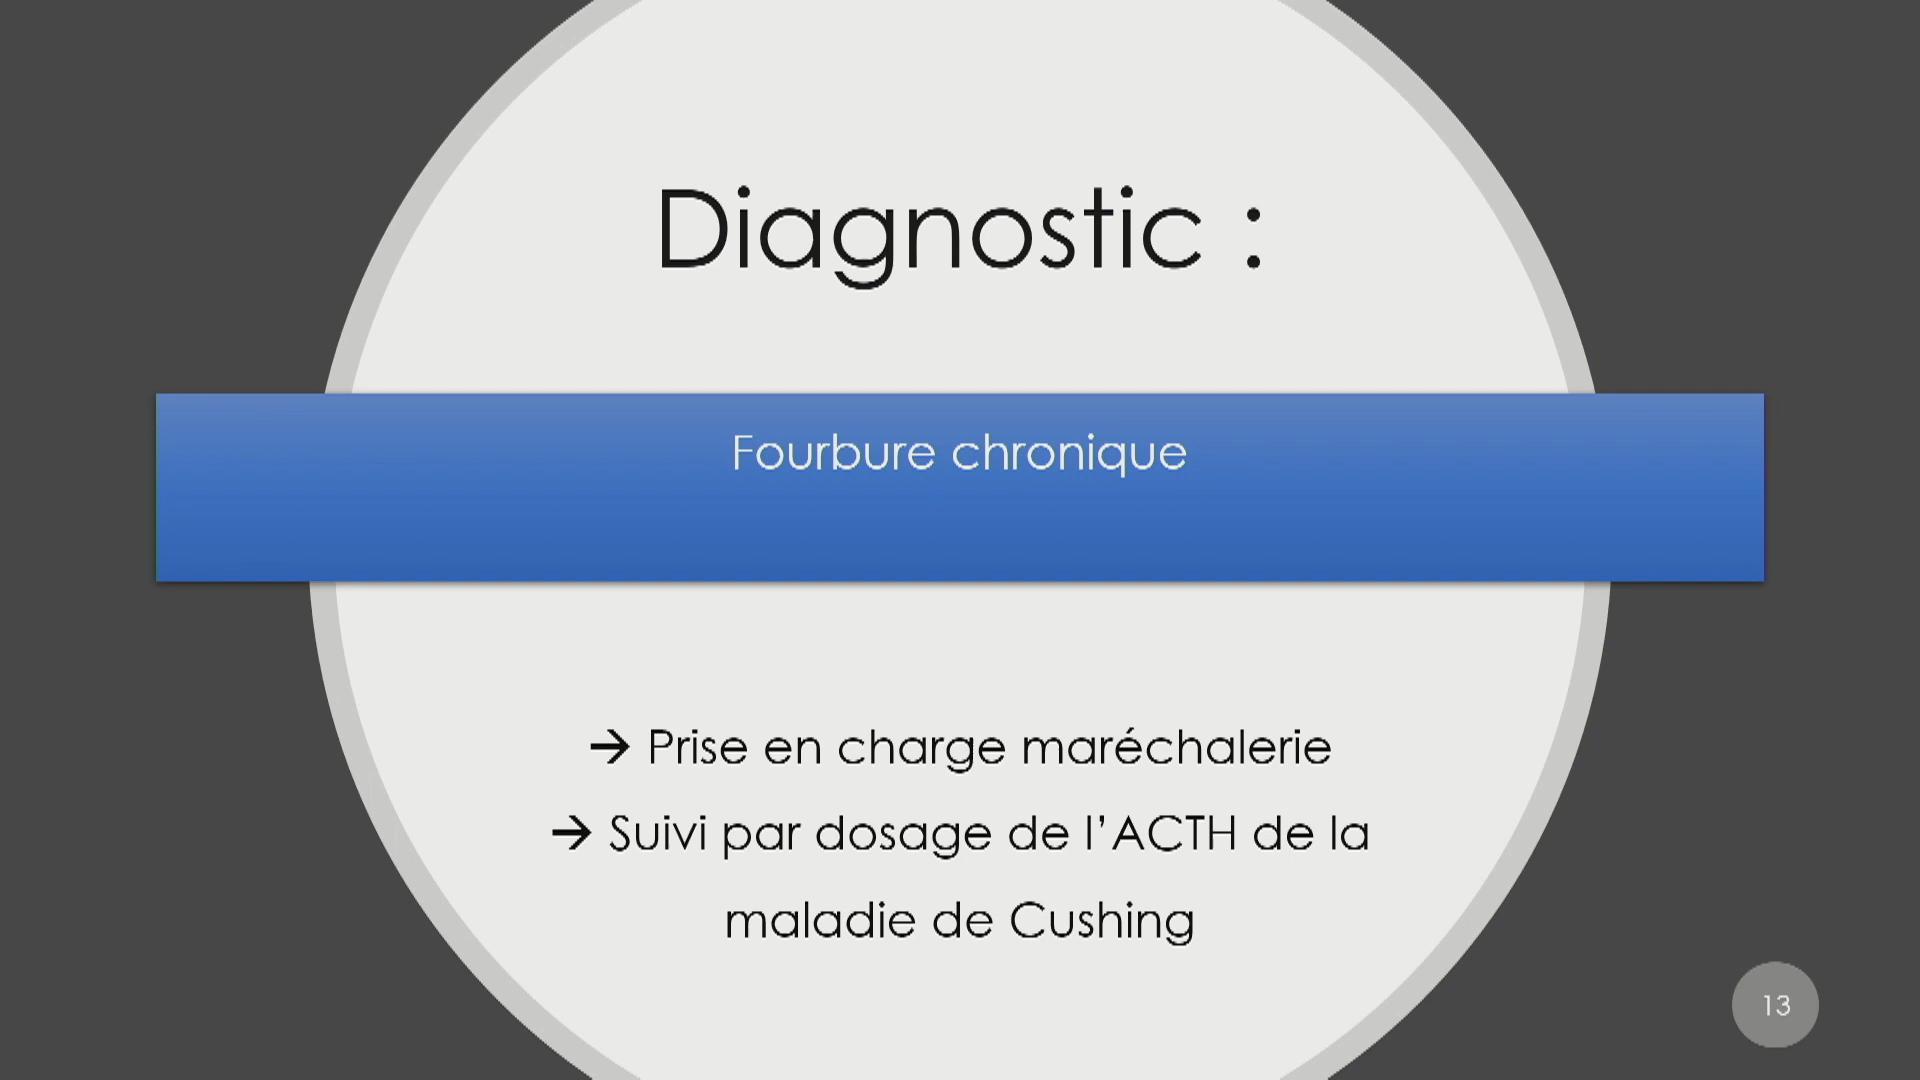 Diagnostic :
Fourbure chronique
→ Prise en charge maréchalerie
→ Suivi par dosage de l’ACTH de la
maladie de Cushing
13